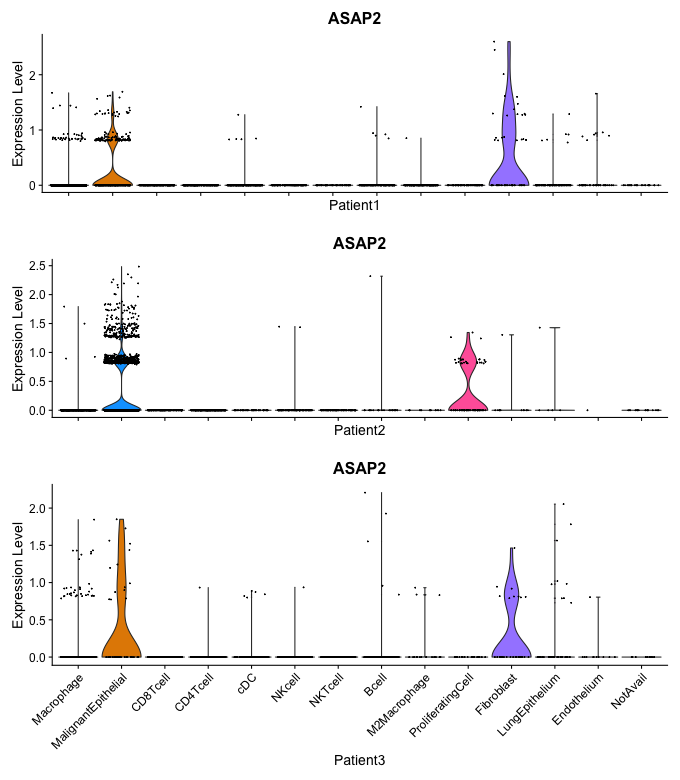 ASAP2
Expression Level
2
1
0
Patient1
ASAP2
Expression Level
2.5
2.0
1.5
1.0
0.5
0.0
Patient2
ASAP2
Expression Level
2.0
1.5
1.0
0.5
0.0
Macrophage
MalignantEpithelial
CD8Tcell
CD4Tcell
cDC
NKcell
NKTcell
Bcell
M2Macrophage
ProliferatingCell
Fibroblast
LungEpithelium
Endothelium
NotAvail
Patient3